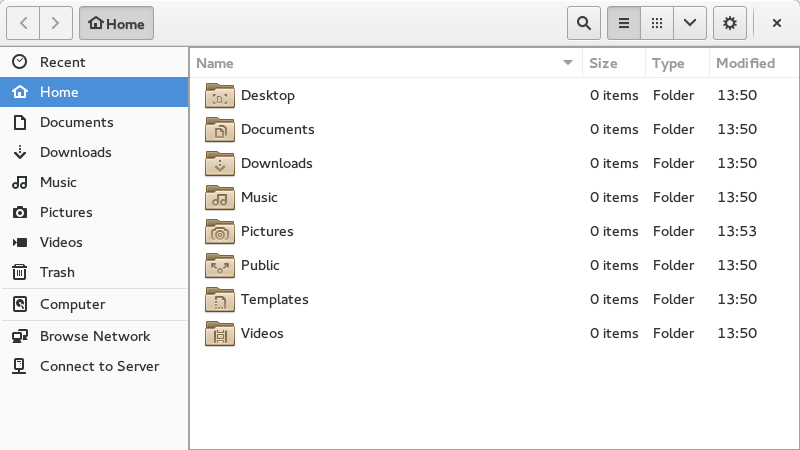 Home
Recent
Home
Documents
Downloads
Music
Pictures
Videos
Trash
Computer
Browse Network
Connect to Server
Name Size Type Modified
Desktop 0 items Folder 13:50
Documents 0 items Folder 13:50
Downloads 0 items Folder 13:50
Music 0 items Folder 13:50
Pictures 0 items Folder 13:53
Public 0 items Folder 13:50
Templates 0 items Folder 13:50
Videos 0 items Folder 13:50